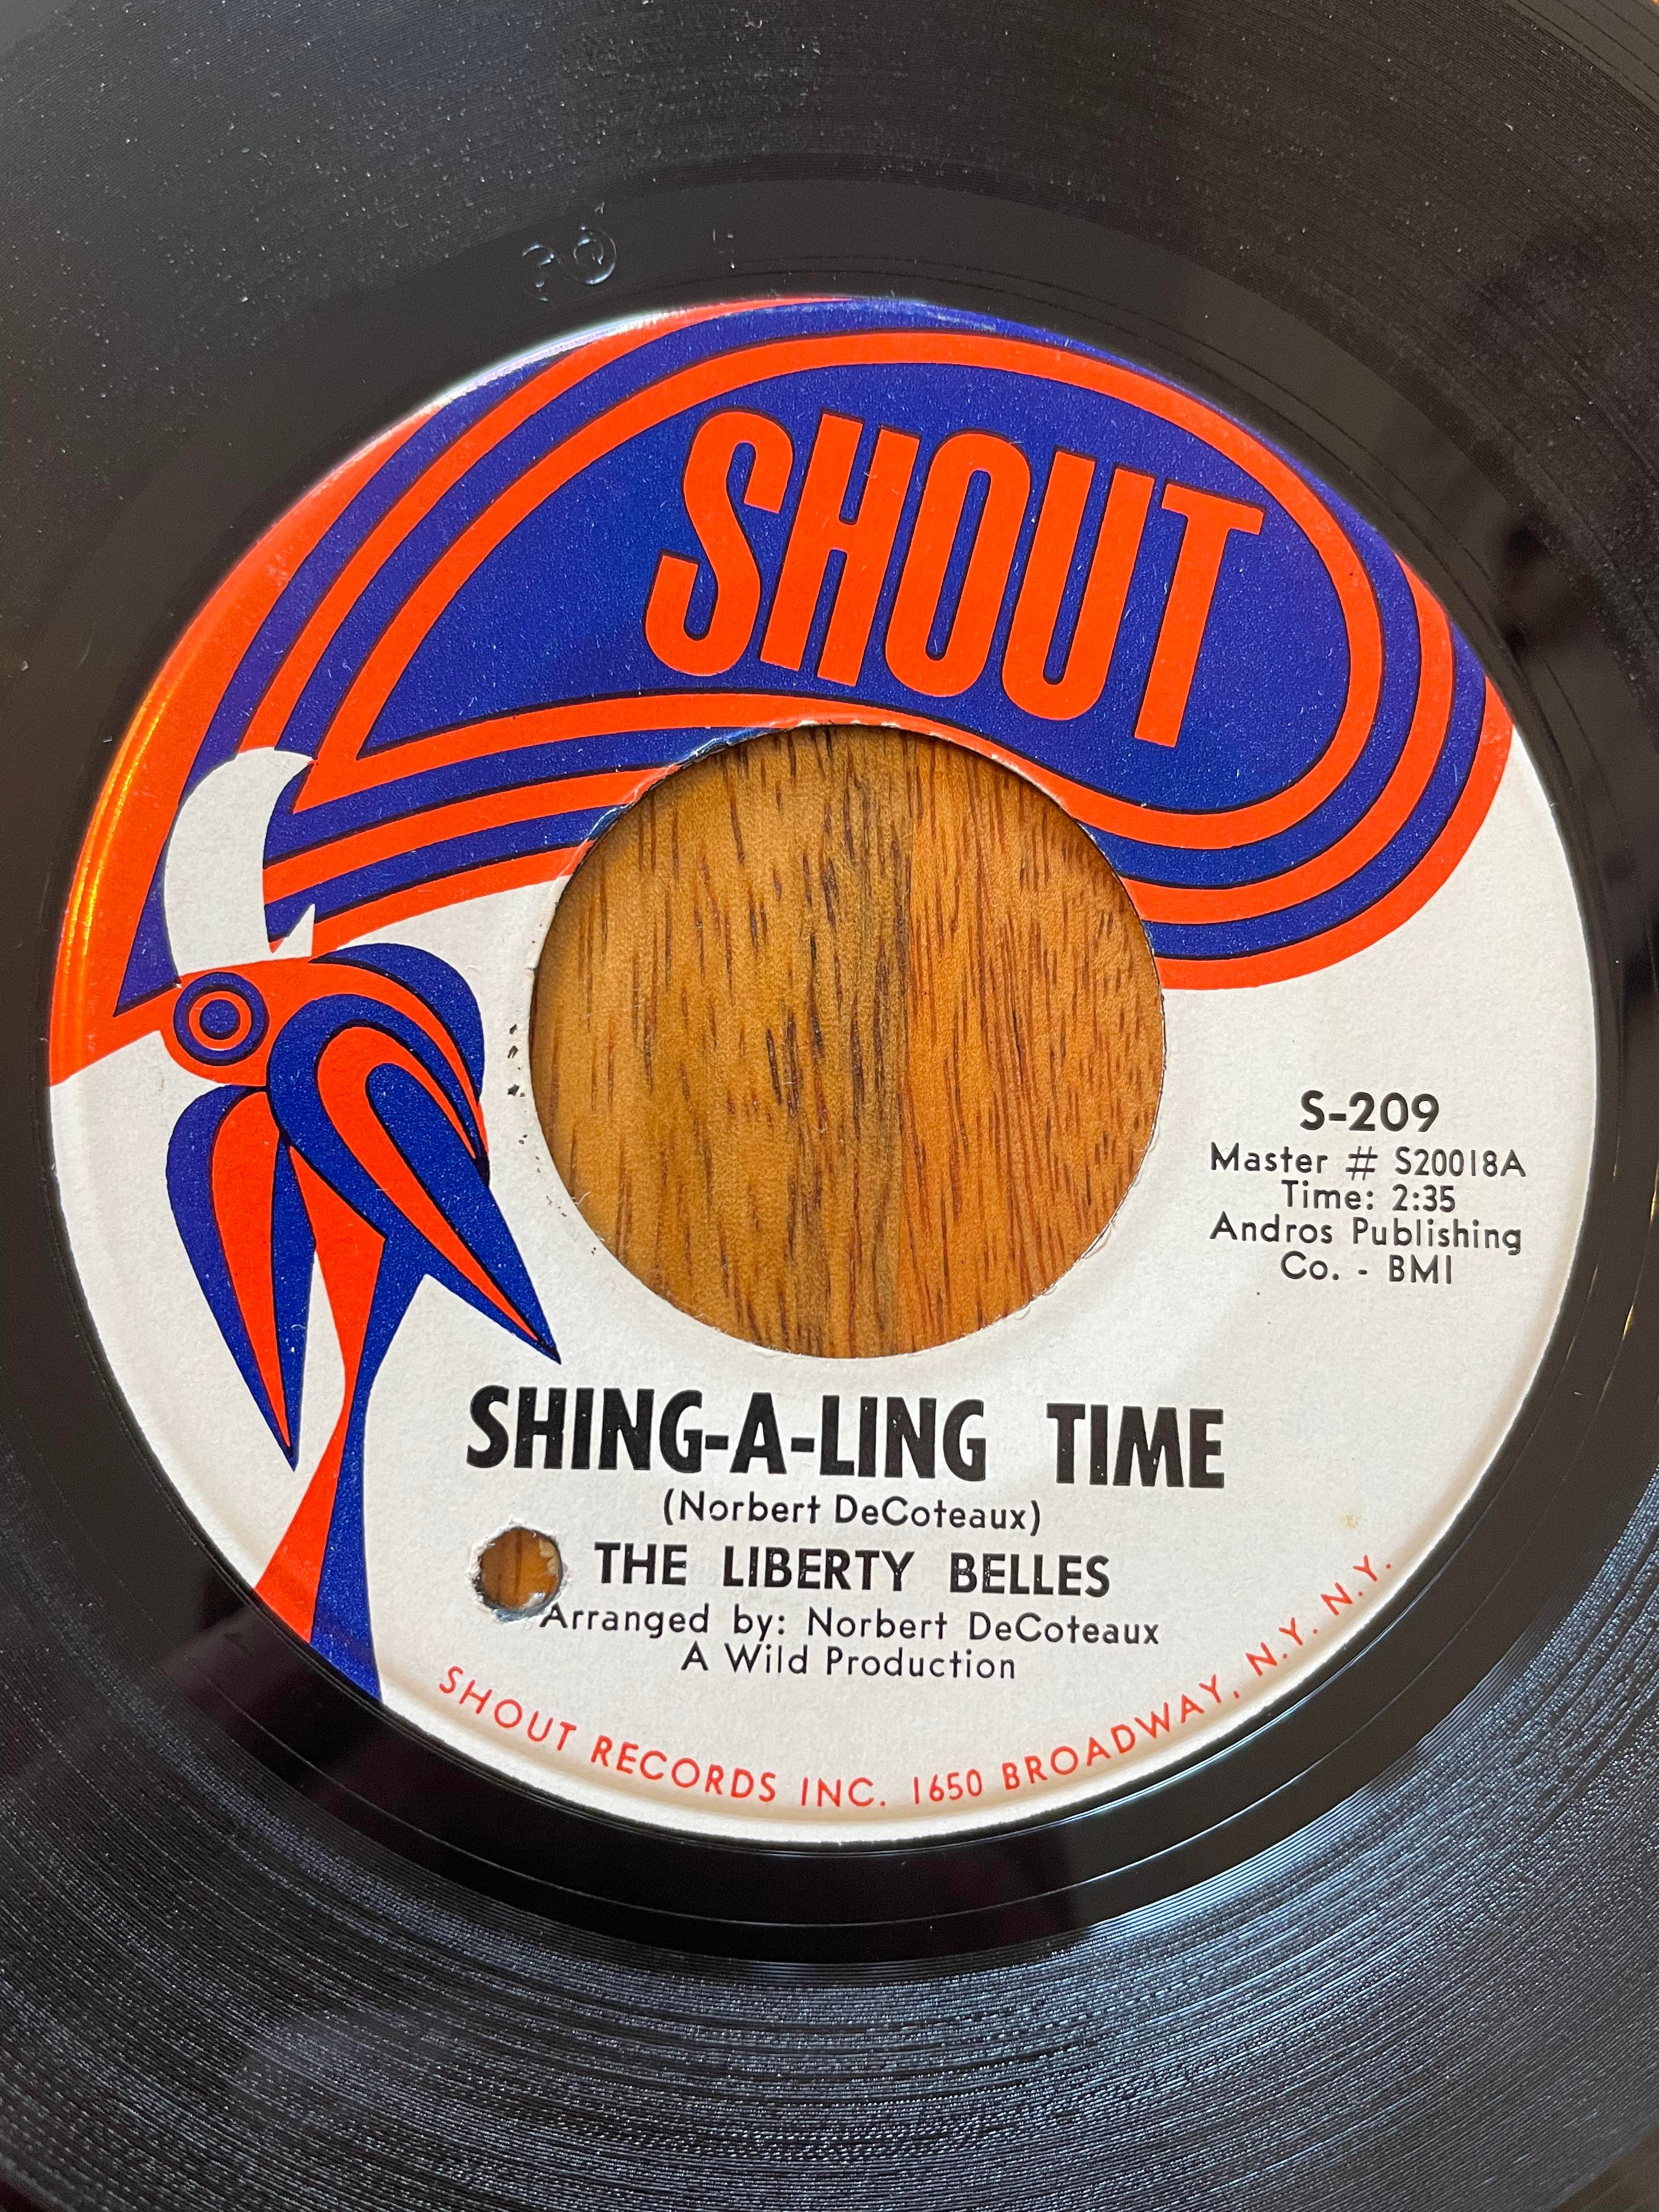 SHOUT
S-209
Master # S20018A
Time: 2:35
Andros Publishing
Co. - BMI
SHING-A-LING TIME
(Norbert DeCoteaux)
THE LIBERTY BELLES
Arranged by: Norbert DeCoteaux
A Wild Production
SHOUT RECORDS INC. 1650 BROADWAY, N.Y. N.Y.